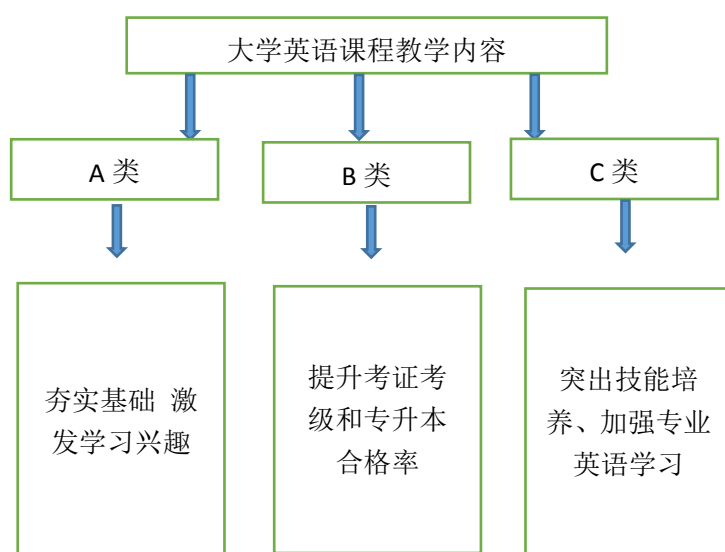 大学英语课程教学内容
A 类
B 类
C 类
夯实基础 激
发学习兴趣
提升考证考
级和专升本
合格率
突出技能培
养、加强专业
英语学习